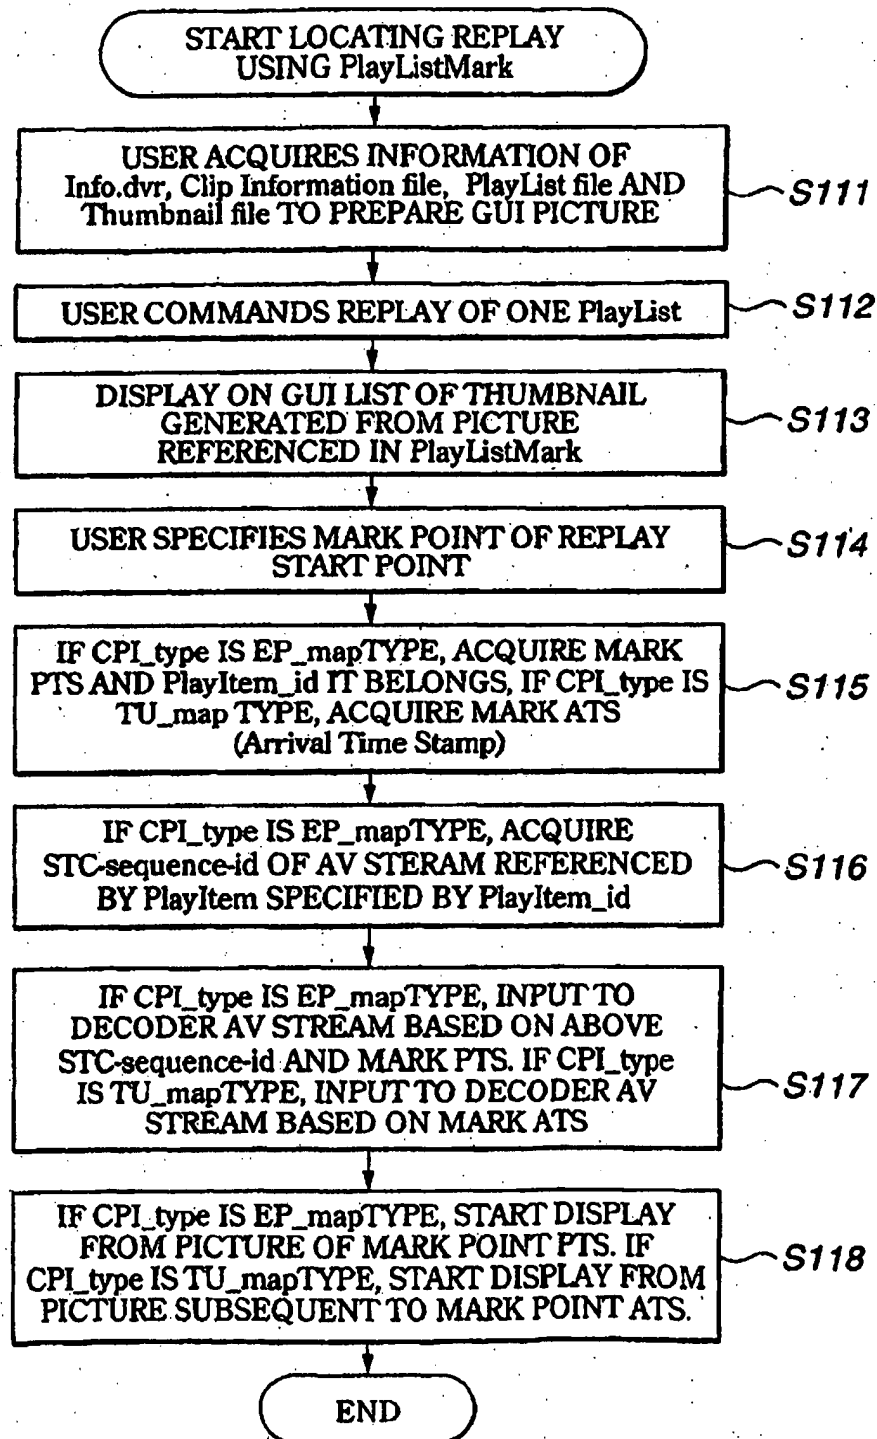 START LOCATING REPLAY
USING PlayListMark
USER ACQUIRES INFORMATION OF
Info.dvr, Clip Information file, PlayList file AND
Thumbnail file TO PREPARE GUI PICTURE
S111
USER COMMANDS REPLAY OF ONE PlayList
S112
DISPLAY ON GUI LIST OF THUMBNAIL
GENERATED FROM PICTURE
REFERENCED IN PlayListMark
S113
USER SPECIFIES MARK POINT OF REPLAY
START POINT
S114
IF CPI_type IS EP_mapTYPE, ACQUIRE MARK
PTS AND PlayItem_id IT BELONGS, IF CPI_type IS
TU_map TYPE, ACQUIRE MARK ATS
(Arrival Time Stamp)
S115
IF CPI_type IS EP_mapTYPE, ACQUIRE
STC-sequence-id OF AV STERAM REFERENCED
BY PlayItem SPECIFIED BY PlayItem_id
S116
IF CPI_type IS EP_mapTYPE, INPUT TO
DECODER AV STREAM BASED ON ABOVE
STC-sequence-id AND MARK PTS. IF CPI_type
IS TU_mapTYPE, INPUT TO DECODER AV
STREAM BASED ON MARK ATS
S117
IF CPI_type IS EP_mapTYPE, START DISPLAY
FROM PICTURE OF MARK POINT PTS. IF
CPI_type IS TU_mapTYPE, START DISPLAY FROM
PICTURE SUBSEQUENT TO MARK POINT ATS.
S118
END